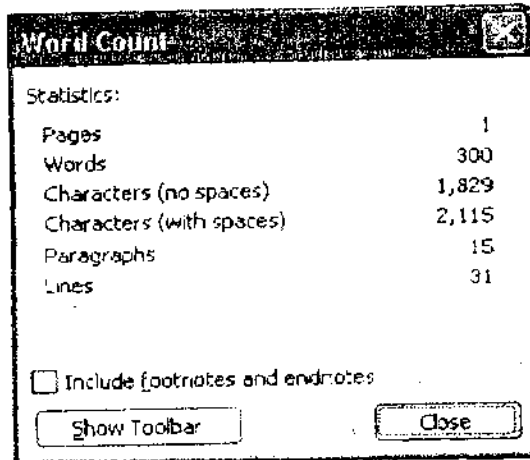 Word Count
Statistics:
Pages 1
Words 300
Characters (no spaces) 1,829
Characters (with spaces) 2,115
Paragraphs 15
Lines 31
Include footnotes and endnotes
Show Toolbar
Close